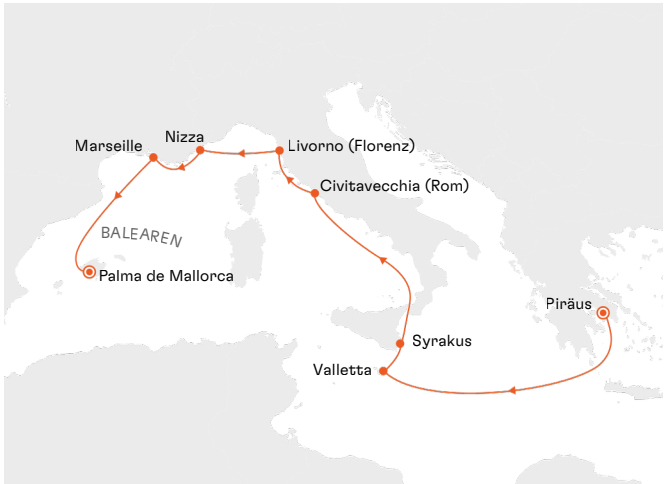 Nizza
Marseille
Livorno (Florenz)
Civitavecchia (Rom)
BALEAREN
Palma de Mallorca
Piräus
Syrakus
Valletta